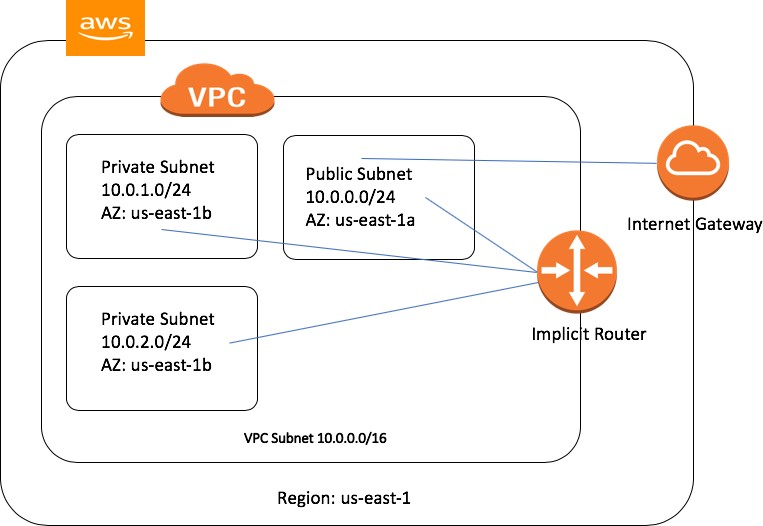 aws
VPC
Private Subnet
10.0.1.0/24
AZ: us-east-1b
Public Subnet
10.0.0.0/24
AZ: us-east-1a
Internet Gateway
Private Subnet
10.0.2.0/24
AZ: us-east-1b
Implicit Router
VPC Subnet 10.0.0.0/16
Region: us-east-1